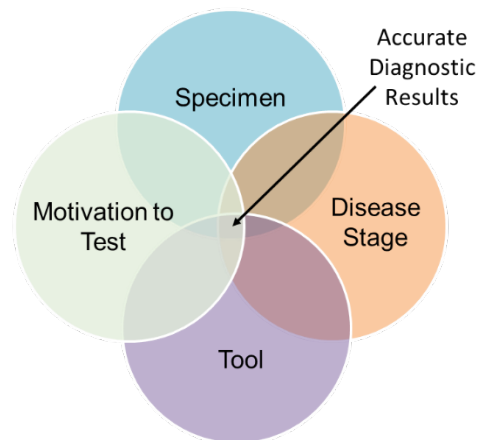 Accurate
Diagnostic
Results
Specimen
Motivation to
Test
Disease
Stage
Tool